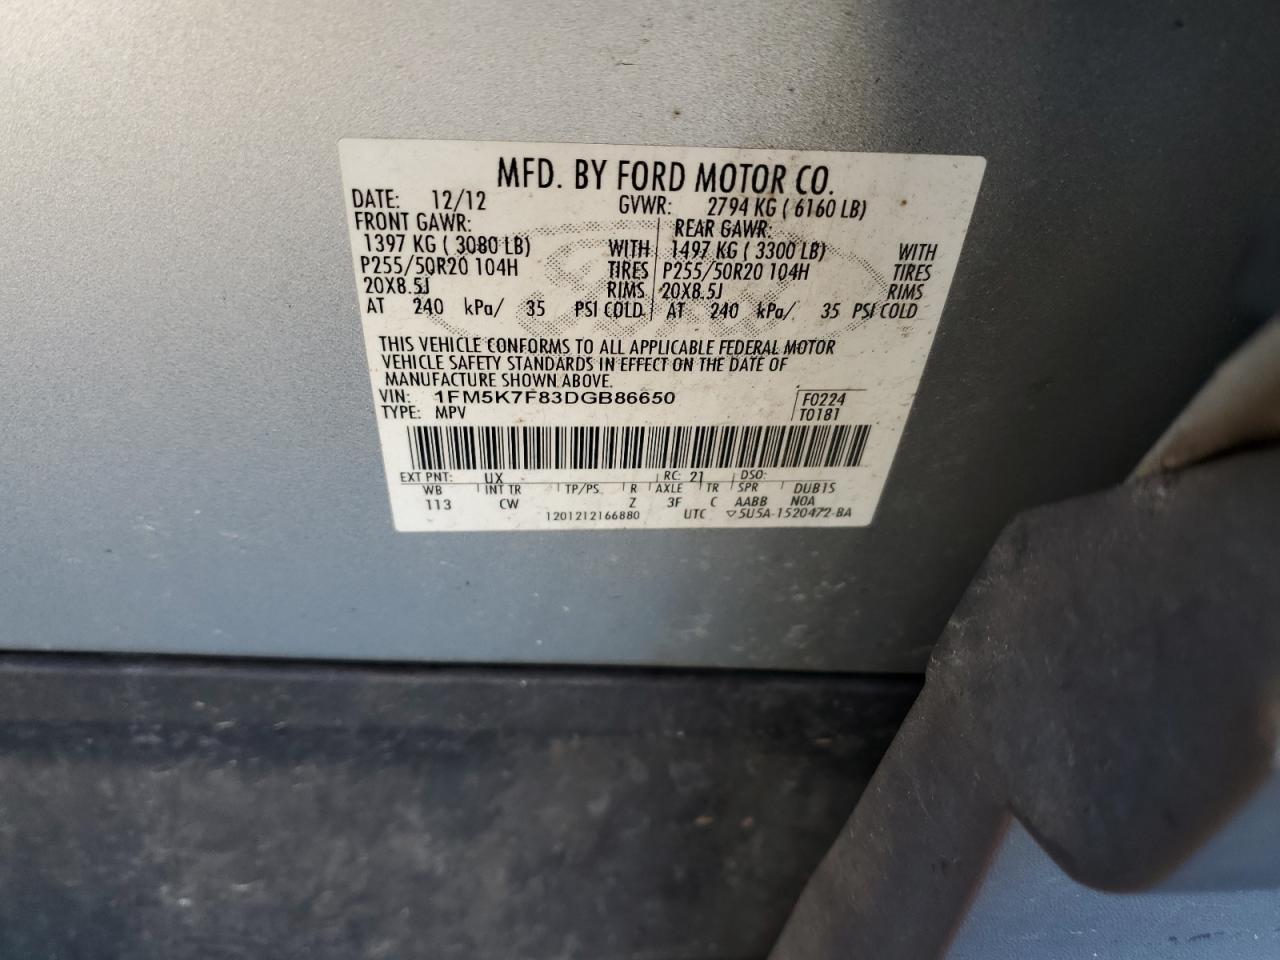 MFD. BY FORD MOTOR CO.
DATE: 12/12 GVWR: 2794 KG ( 6160 LB)
FRONT GAWR: REAR GAWR:
1397 KG ( 3080 LB) WITH 1497 KG ( 3300 LB) WITH
P255/50R20 104H TIRES P255/50R20 104H TIRES
20X8.5J RIMS 20X8.5J RIMS
AT 240 kPa/ 35 PSI COLD AT 240 kPa/ 35 PSI COLD
THIS VEHICLE CONFORMS TO ALL APPLICABLE FEDERAL MOTOR
VEHICLE SAFETY STANDARDS IN EFFECT ON THE DATE OF
MANUFACTURE SHOWN ABOVE.
VIN: 1FM5K7F83DGB86650 F0224
TYPE: MPV T0181
EXT PNT: UX RC: 21 DSO:
WB INT TR TP/PS R AXLE TR SPR DUB15
113 CW Z 3F C AABB N0A
1201212166880 UTC ▽5U5A-1520472-BA